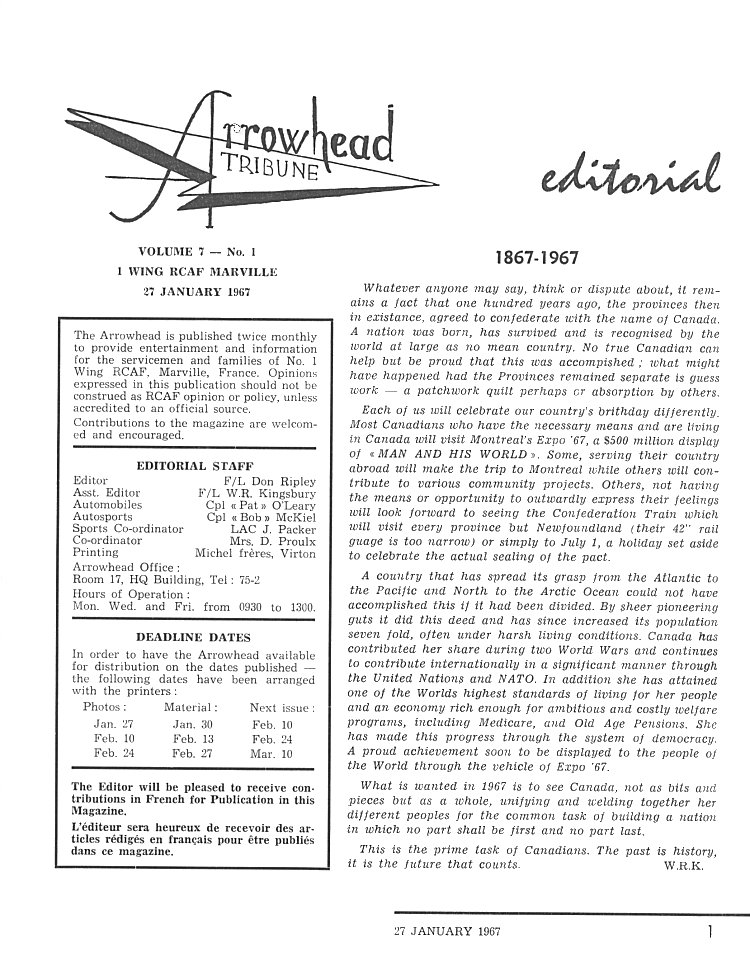 Arrowhead
TRIBUNE
VOLUME 7 — No. 1
1 WING RCAF MARVILLE
27 JANUARY 1967
The Arrowhead is published twice monthly
to provide entertainment and information
for the servicemen and families of No. 1
Wing RCAF, Marville, France. Opinions
expressed in this publication should not be
construed as RCAF opinion or policy, unless
accredited to an official source.
Contributions to the magazine are welcom-
ed and encouraged.
EDITORIAL STAFF
Editor F/L Don Ripley
Asst. Editor F/L W.R. Kingsbury
Automobiles Cpl « Pat » O'Leary
Autosports Cpl « Bob » McKiel
Sports Co-ordinator LAC J. Packer
Co-ordinator Mrs. D. Proulx
Printing Michel frères, Virton
Arrowhead Office :
Room 17, HQ Building, Tel : 75-2
Hours of Operation :
Mon. Wed. and Fri. from 0930 to 1300.
DEADLINE DATES
In order to have the Arrowhead available
for distribution on the dates published —
the following dates have been arranged
with the printers :
Photos : Material : Next issue :
Jan. 27 Jan. 30 Feb. 10
Feb. 10 Feb. 13 Feb. 24
Feb. 24 Feb. 27 Mar. 10
The Editor will be pleased to receive con-
tributions in French for Publication in this
Magazine.
L'éditeur sera heureux de recevoir des ar-
ticles rédigés en français pour être publiés
dans ce magazine.
editorial
1867-1967
Whatever anyone may say, think or dispute about, it rem-
ains a fact that one hundred years ago, the provinces then
in existance, agreed to confederate with the name of Canada.
A nation was born, has survived and is recognised by the
world at large as no mean country. No true Canadian can
help but be proud that this was accompished ; what might
have happened had the Provinces remained separate is guess
work — a patchwork quilt perhaps or absorption by others.
Each of us will celebrate our country's brithday differently.
Most Canadians who have the necessary means and are living
in Canada will visit Montreal's Expo '67, a $500 million display
of « MAN AND HIS WORLD ». Some, serving their country
abroad will make the trip to Montreal while others will con-
tribute to various community projects. Others, not having
the means or opportunity to outwardly express their feelings
will look forward to seeing the Confederation Train which
will visit every province but Newfoundland (their 42" rail
guage is too narrow) or simply to July 1, a holiday set aside
to celebrate the actual sealing of the pact.
A country that has spread its grasp from the Atlantic to
the Pacific and North to the Arctic Ocean could not have
accomplished this if it had been divided. By sheer pioneering
guts it did this deed and has since increased its population
seven fold, often under harsh living conditions. Canada has
contributed her share during two World Wars and continues
to contribute internationally in a significant manner through
the United Nations and NATO. In addition she has attained
one of the Worlds highest standards of living for her people
and an economy rich enough for ambitious and costly welfare
programs, including Medicare, and Old Age Pensions. She
has made this progress through the system of democracy.
A proud achievement soon to be displayed to the people of
the World through the vehicle of Expo '67.
What is wanted in 1967 is to see Canada, not as bits and
pieces but as a whole, unifying and welding together her
different peoples for the common task of building a nation
in which no part shall be first and no part last.
This is the prime task of Canadians. The past is history,
it is the future that counts. W.R.K.
27 JANUARY 1967 1